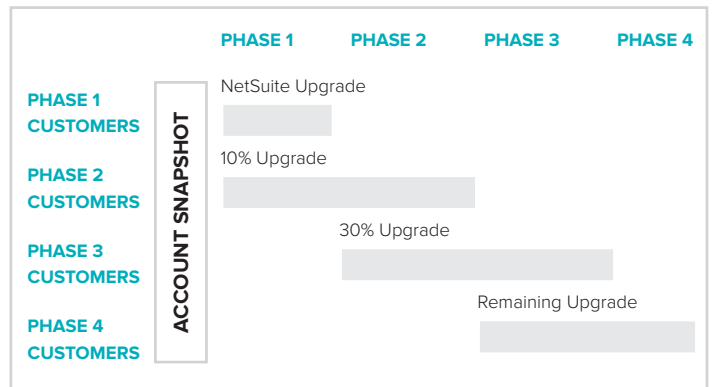 PHASE 1 PHASE 2 PHASE 3 PHASE 4
NetSuite Upgrade
PHASE 1
CUSTOMERS
10% Upgrade
PHASE 2
CUSTOMERS
30% Upgrade
PHASE 3
CUSTOMERS
Remaining Upgrade
PHASE 4
CUSTOMERS
ACCOUNT SNAPSHOT